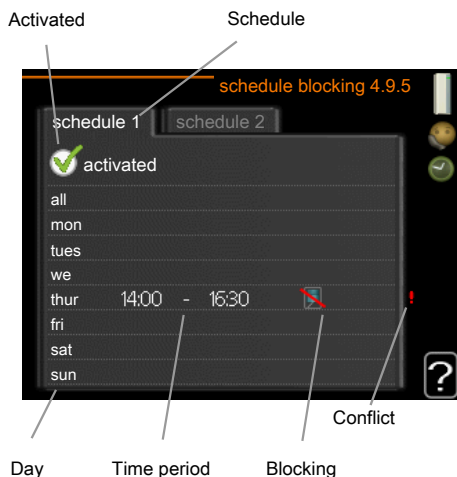 Activated Schedule
schedule blocking 4.9.5
schedule 1 schedule 2
activated
all
mon
tues
we
thur 14:00 - 16:30 !
fri
sat
sun
?
Conflict
Day Time period Blocking